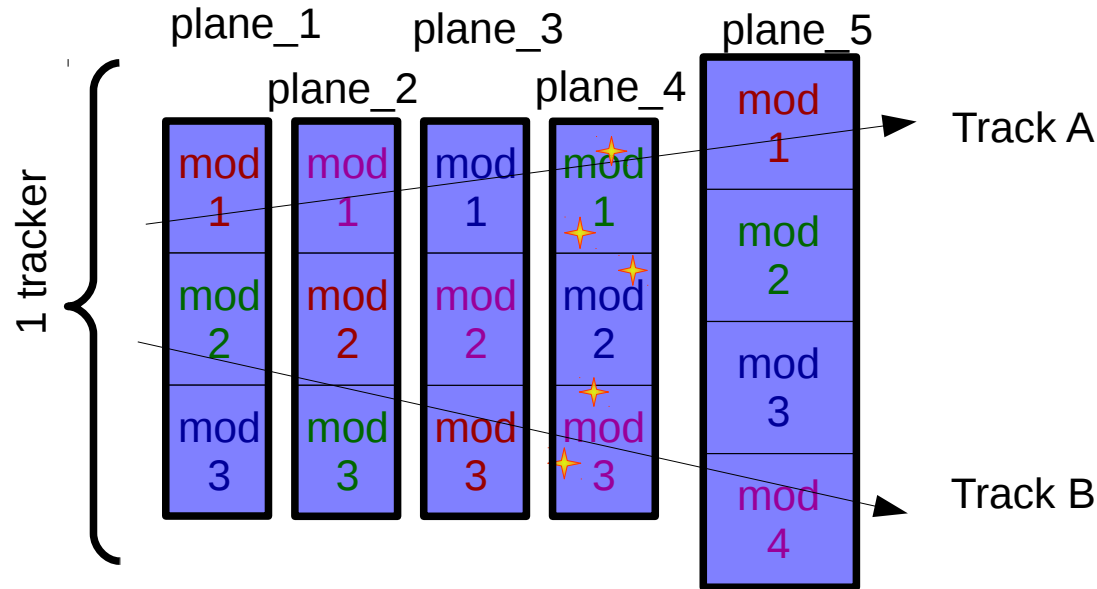 plane_1
plane_3
plane_5
plane_2
plane_4
1 tracker
mod
1
mod
2
mod
3
mod
1
mod
2
mod
3
mod
1
mod
2
mod
3
mod
1
mod
2
mod
3
mod
1
mod
2
mod
3
mod
4
Track A
Track B